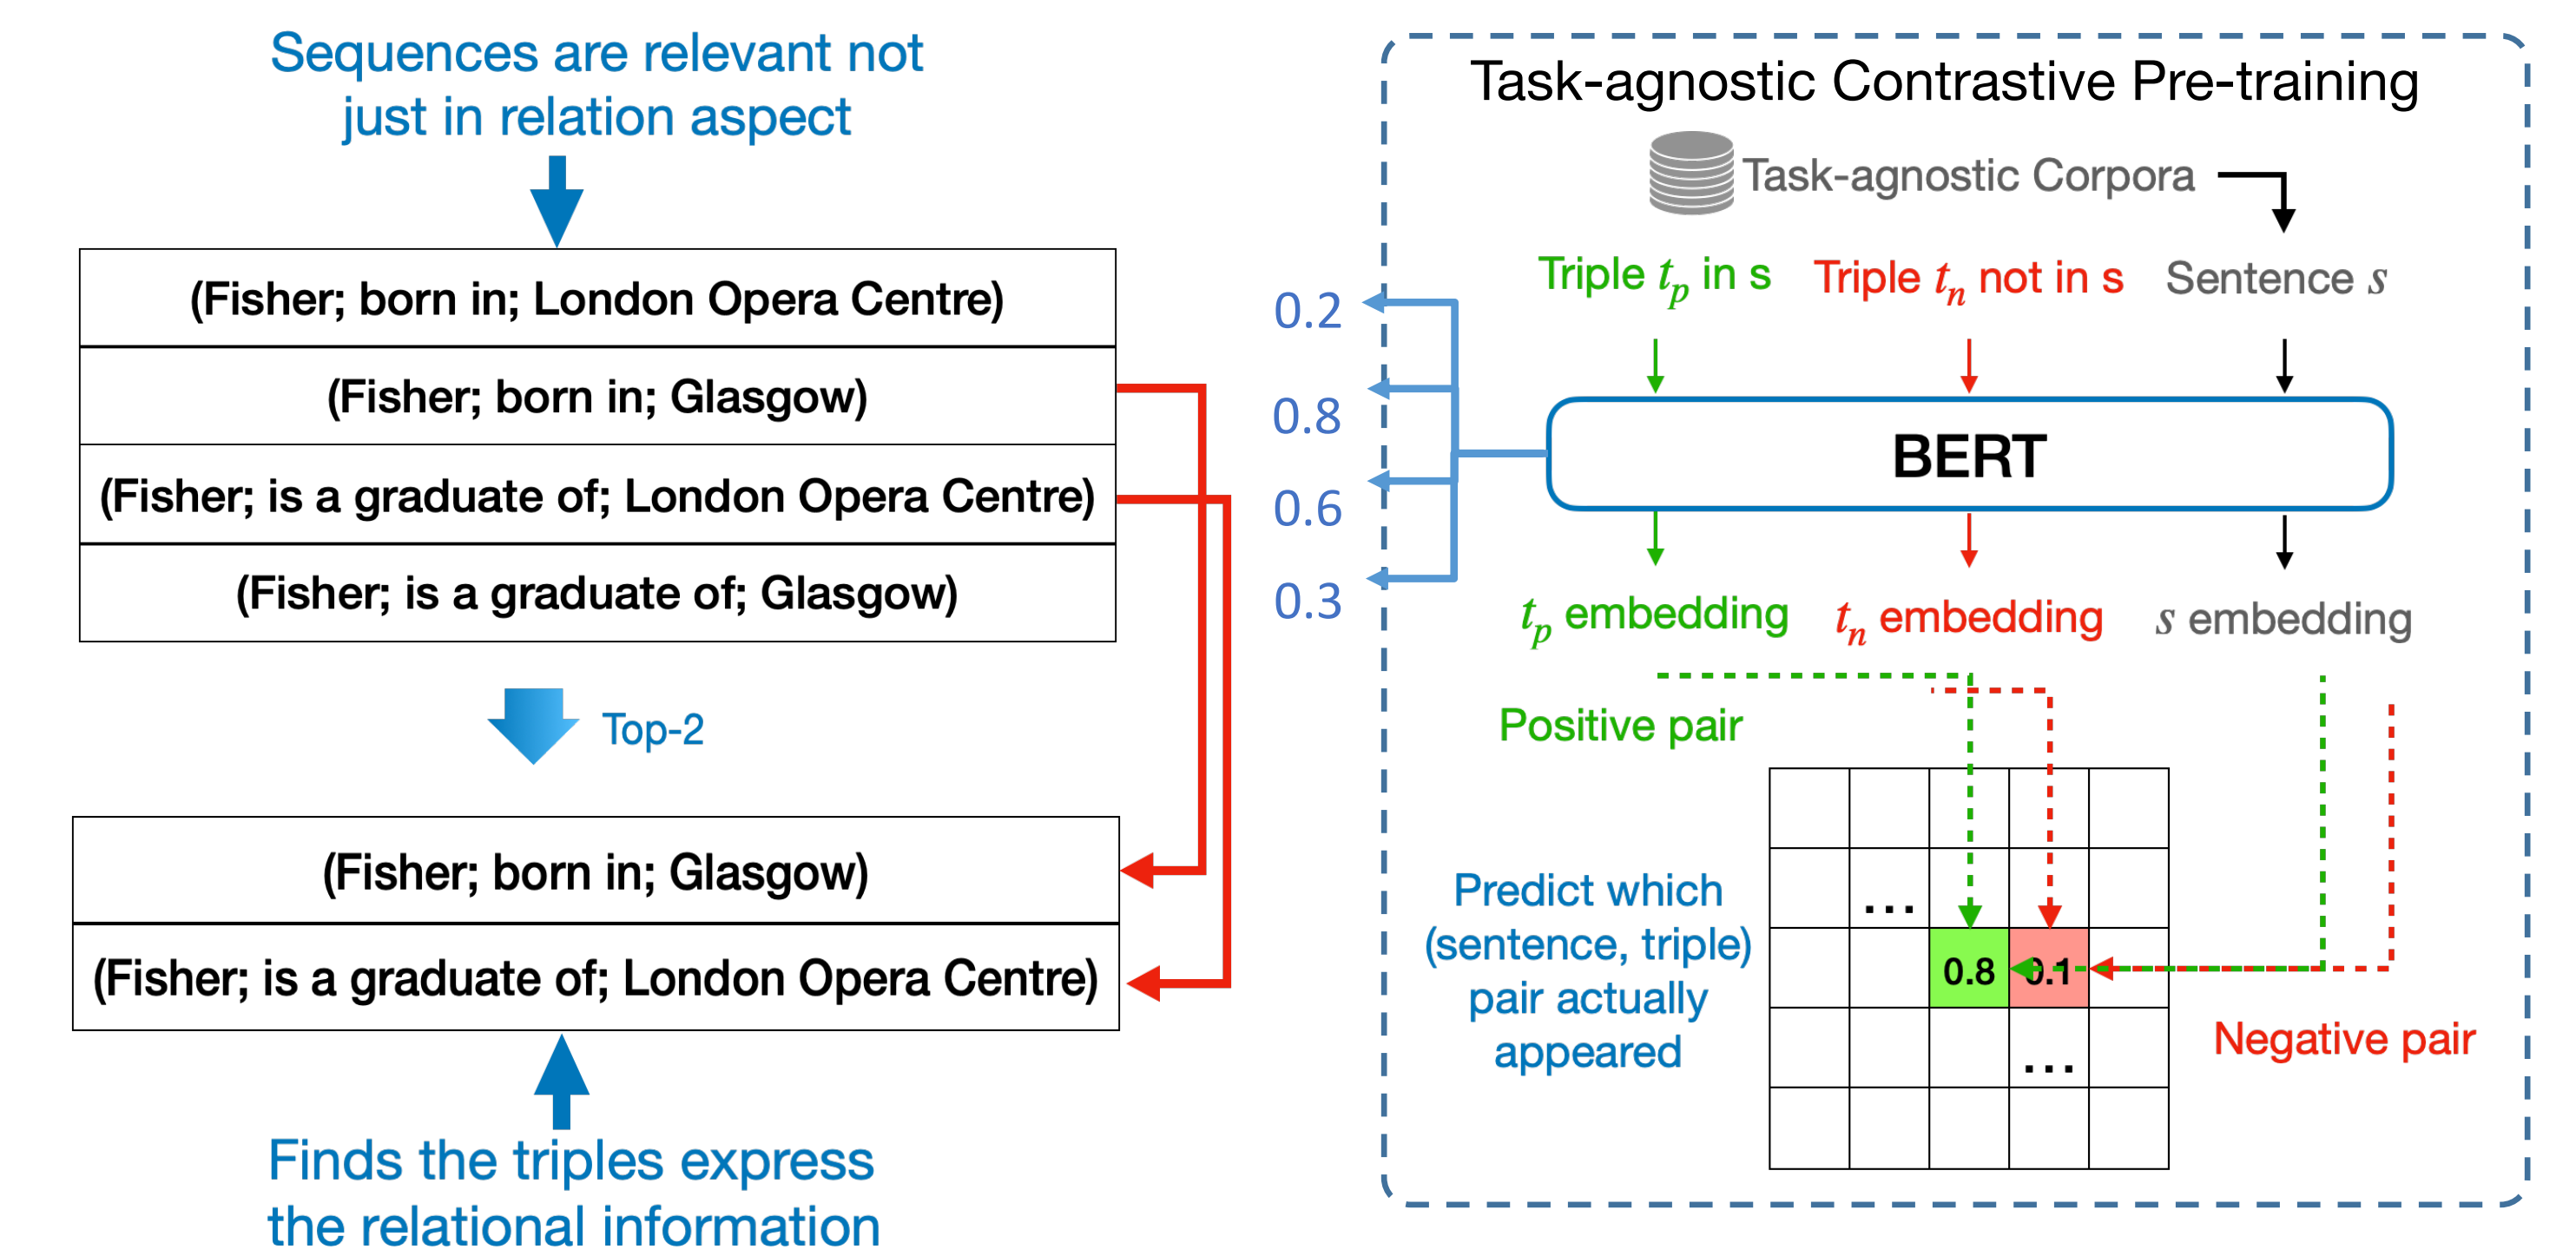 Sequences are relevant not
just in relation aspect
(Fisher; born in; London Opera Centre)
(Fisher; born in; Glasgow)
(Fisher; is a graduate of; London Opera Centre)
(Fisher; is a graduate of; Glasgow)
Top-2
(Fisher; born in; Glasgow)
(Fisher; is a graduate of; London Opera Centre)
Finds the triples express
the relational information
0.2
0.8
0.6
0.3
Task-agnostic Contrastive Pre-training
Task-agnostic Corpora
Triple tp in s
Triple tn not in s
Sentence s
BERT
tp embedding
tn embedding
s embedding
Positive pair
Predict which
(sentence, triple)
pair actually
appeared
...
0.8
0.1
...
Negative pair